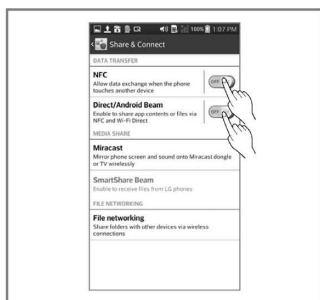 100% 1:07 PM
Share & Connect
DATA TRANSFER
NFC
Allow data exchange when the phone
touches another device
OFF
Direct/Android Beam
Enable to share app contents or files via
NFC and Wi-Fi Direct
OFF
MEDIA SHARE
Miracast
Mirror phone screen and sound onto Miracast dongle
or TV wirelessly
SmartShare Beam
Enable to receive files from LG phones
FILE NETWORKING
File networking
Share folders with other devices via wireless
connections